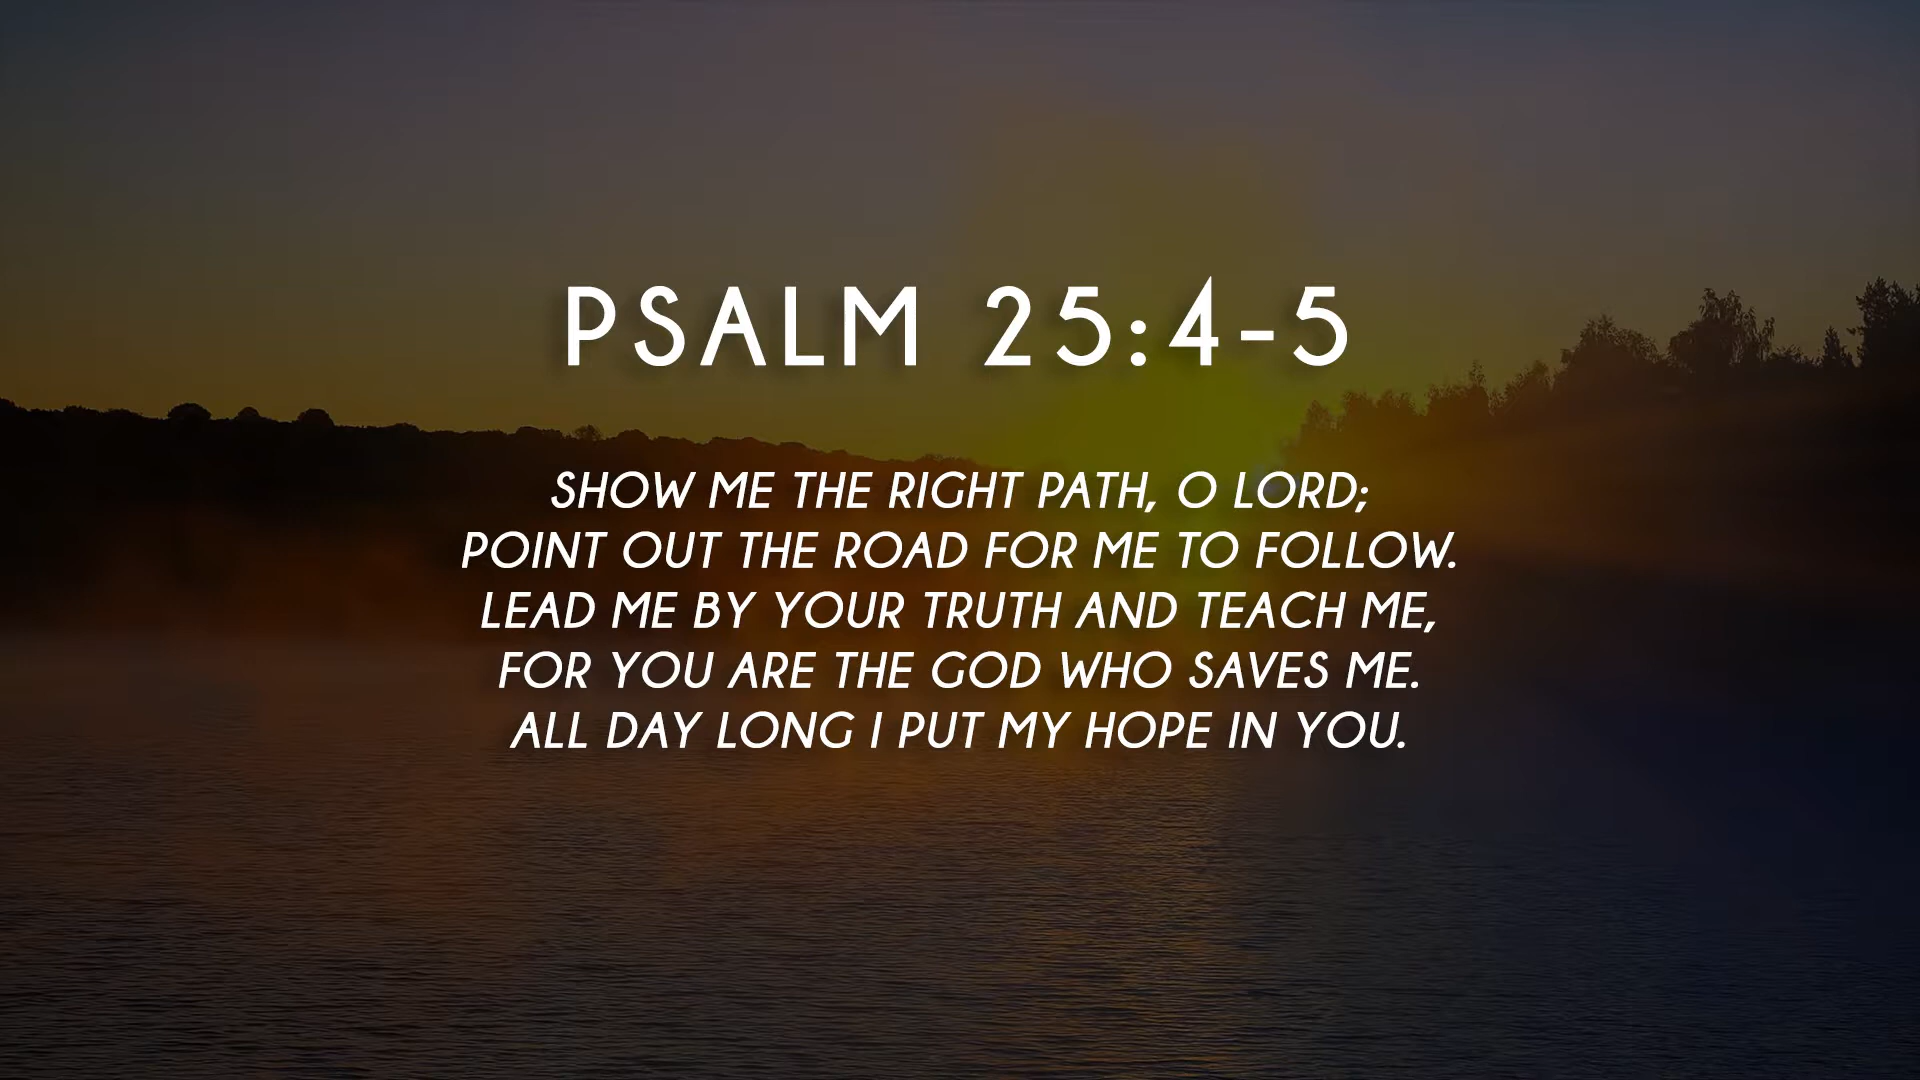 PSALM 25:4-5
SHOW ME THE RIGHT PATH, O LORD;
POINT OUT THE ROAD FOR ME TO FOLLOW.
LEAD ME BY YOUR TRUTH AND TEACH ME,
FOR YOU ARE THE GOD WHO SAVES ME.
ALL DAY LONG I PUT MY HOPE IN YOU.